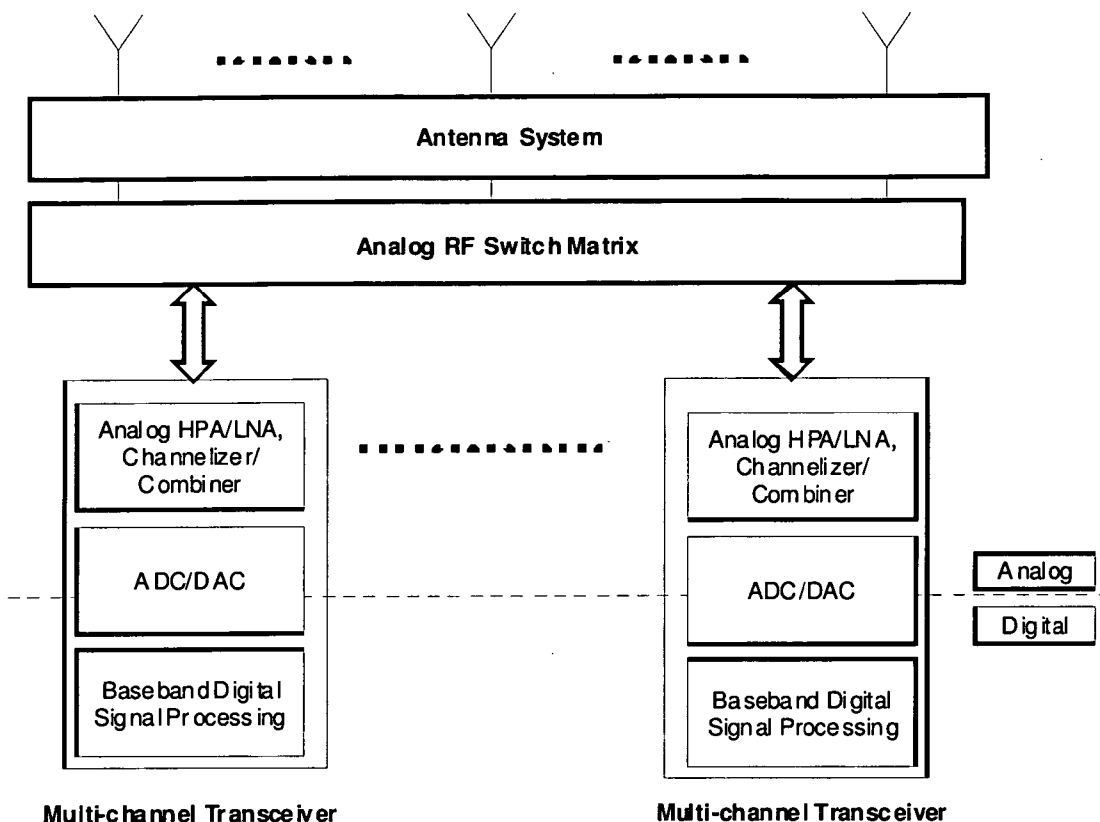 Antenna System
Analog RF Switch Matrix
Analog HPA/LNA,
Channelizer/
Combiner
ADC/DAC
Baseband Digital
Signal Processing
Multi-channel Transceiver
Analog HPA/LNA,
Channelizer/
Combiner
ADC/DAC
Baseband Digital
Signal Processing
Multi-channel Transceiver
Analog
Digital